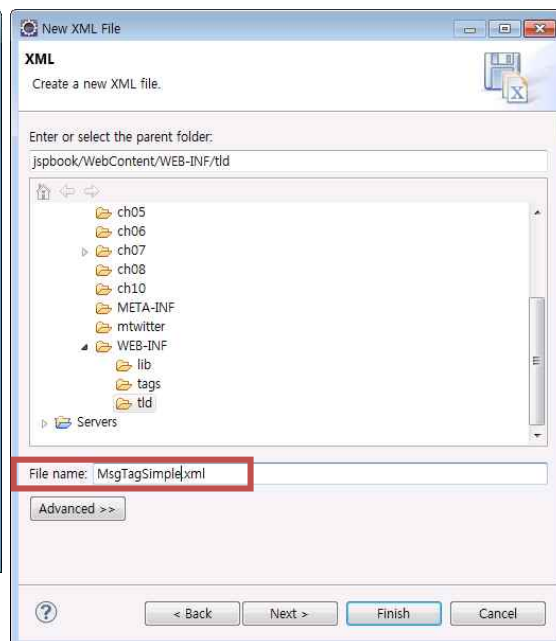 New XML File
XML
Create a new XML file.
Enter or select the parent folder:
jspbook/WebContent/WEB-INF/tld
ch05
ch06
ch07
ch08
ch10
META-INF
mtwitter
WEB-INF
lib
tags
tld
Servers
File name: MsgTagSimple.xml
Advanced >>
< Back Next > Finish Cancel